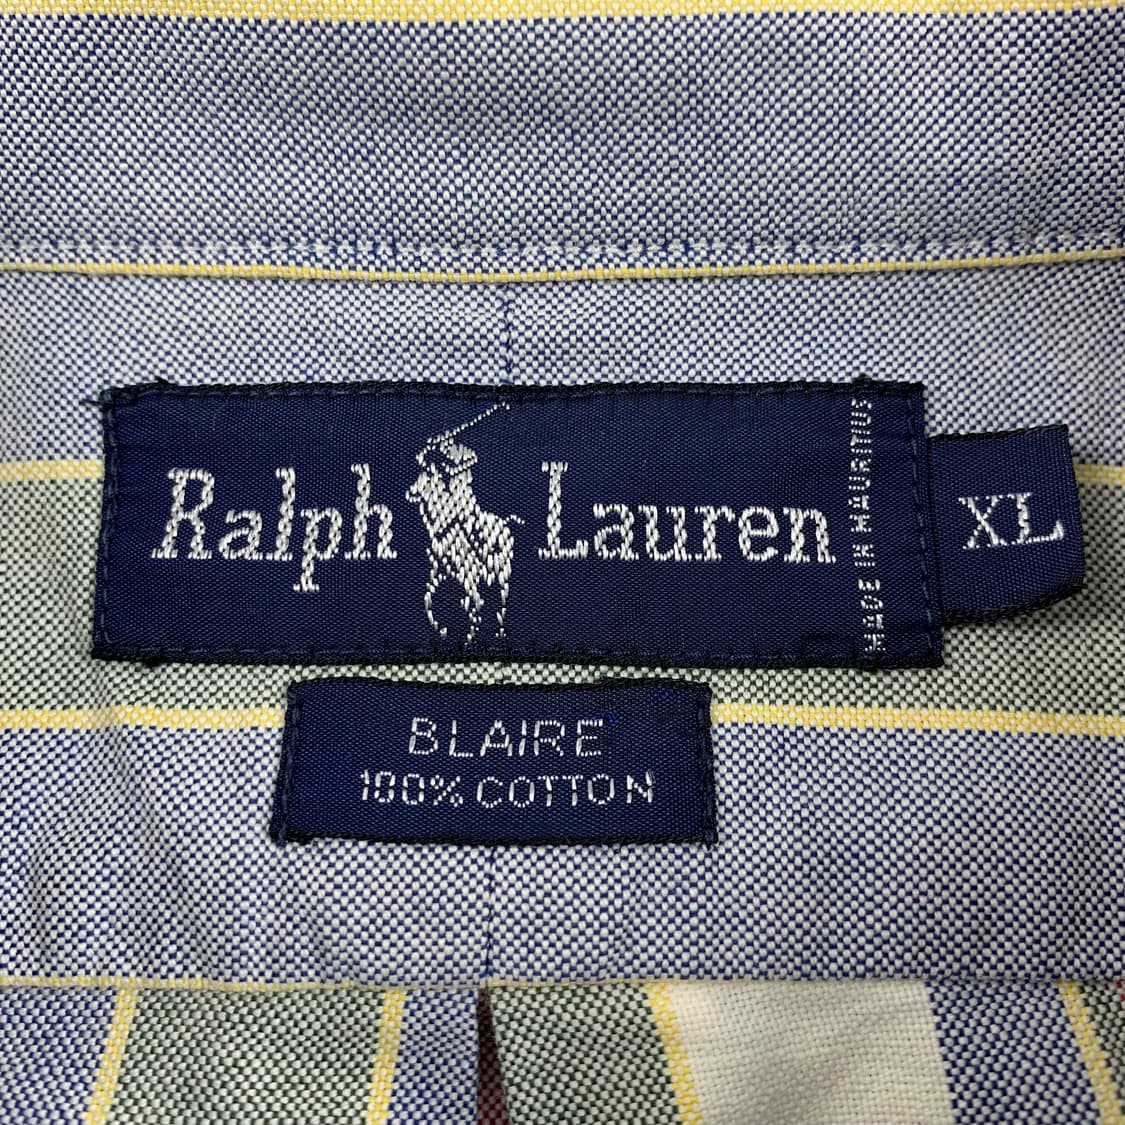 Ralph Lauren
MADE IN MAURITIUS
XL
BLAIRE
100% COTTON